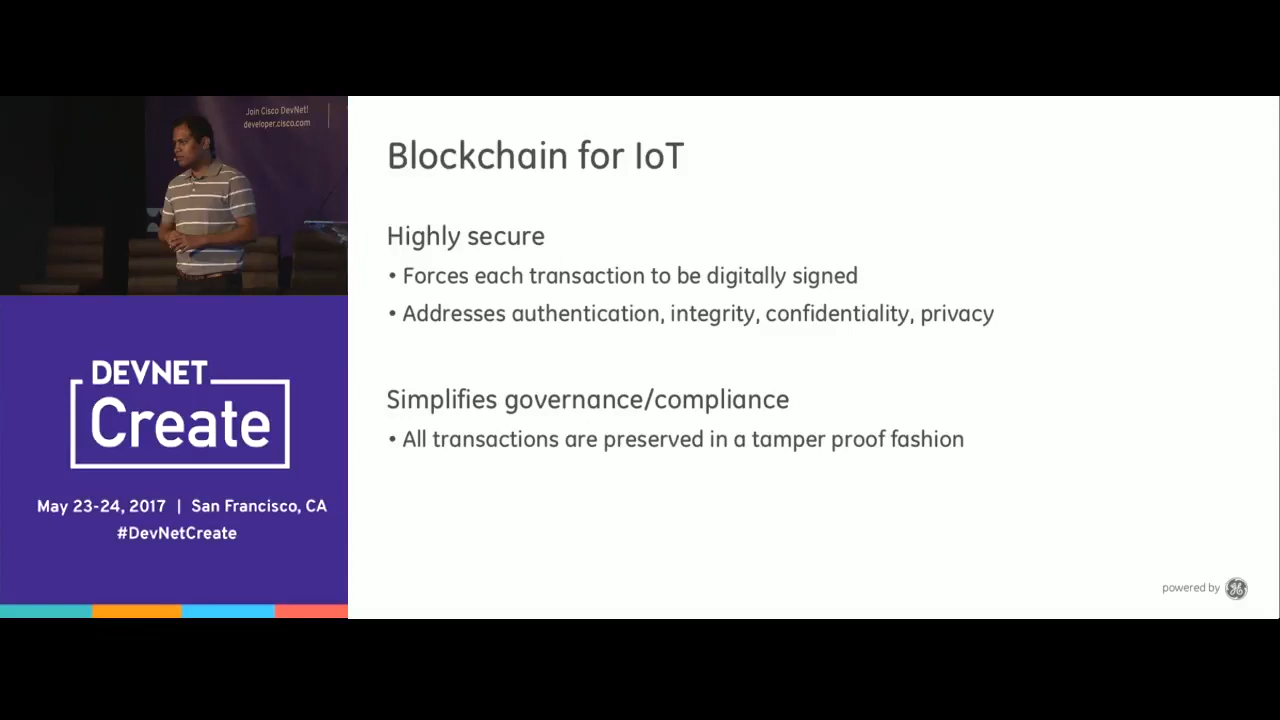 Join Cisco DevNet!
developer.cisco.com
DEVNET
Create
May 23-24, 2017 | San Francisco, CA
#DevNetCreate
Blockchain for IoT
Highly secure
• Forces each transaction to be digitally signed
• Addresses authentication, integrity, confidentiality, privacy
Simplifies governance/compliance
• All transactions are preserved in a tamper proof fashion
powered by